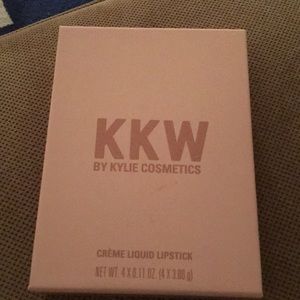 KKW
BY KYLIE COSMETICS
CRÈME LIQUID LIPSTICK
NET WT. 4 X 0.11 OZ. (4 X 3.00 g)